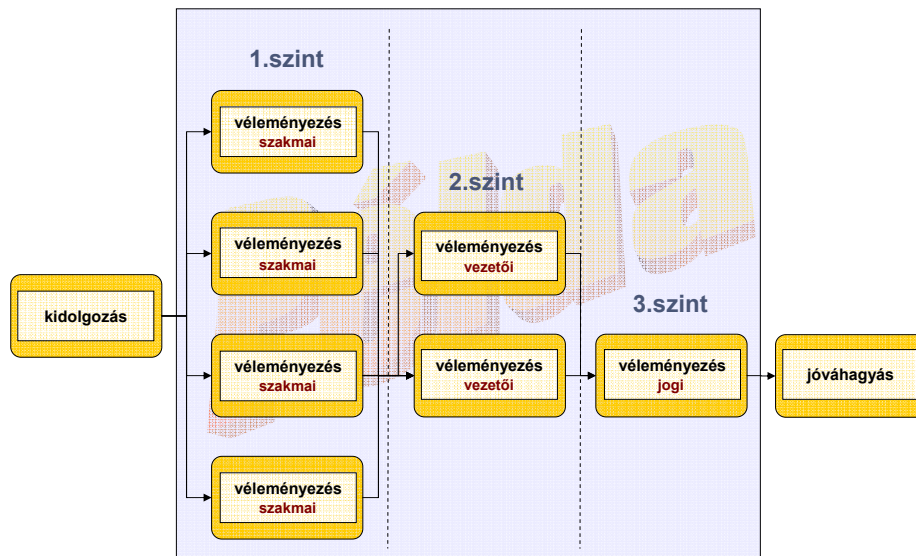 1.szint
véleményezés
szakmai
véleményezés
szakmai
véleményezés
szakmai
véleményezés
szakmai
2.szint
véleményezés
vezetői
véleményezés
vezetői
3.szint
véleményezés
jogi
kidolgozás
jóváhagyás
Példa